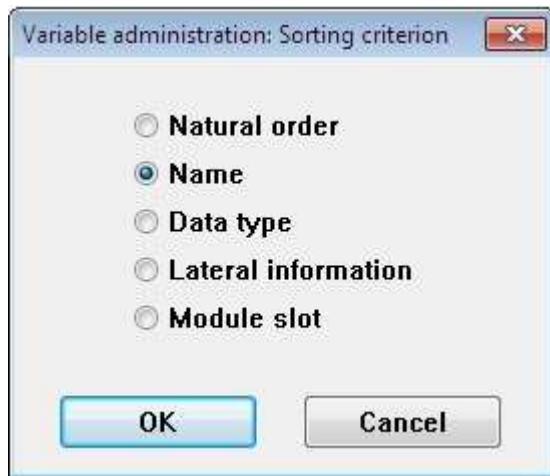 Variable administration: Sorting criterion
Natural order
Name
Data type
Lateral information
Module slot
OK
Cancel